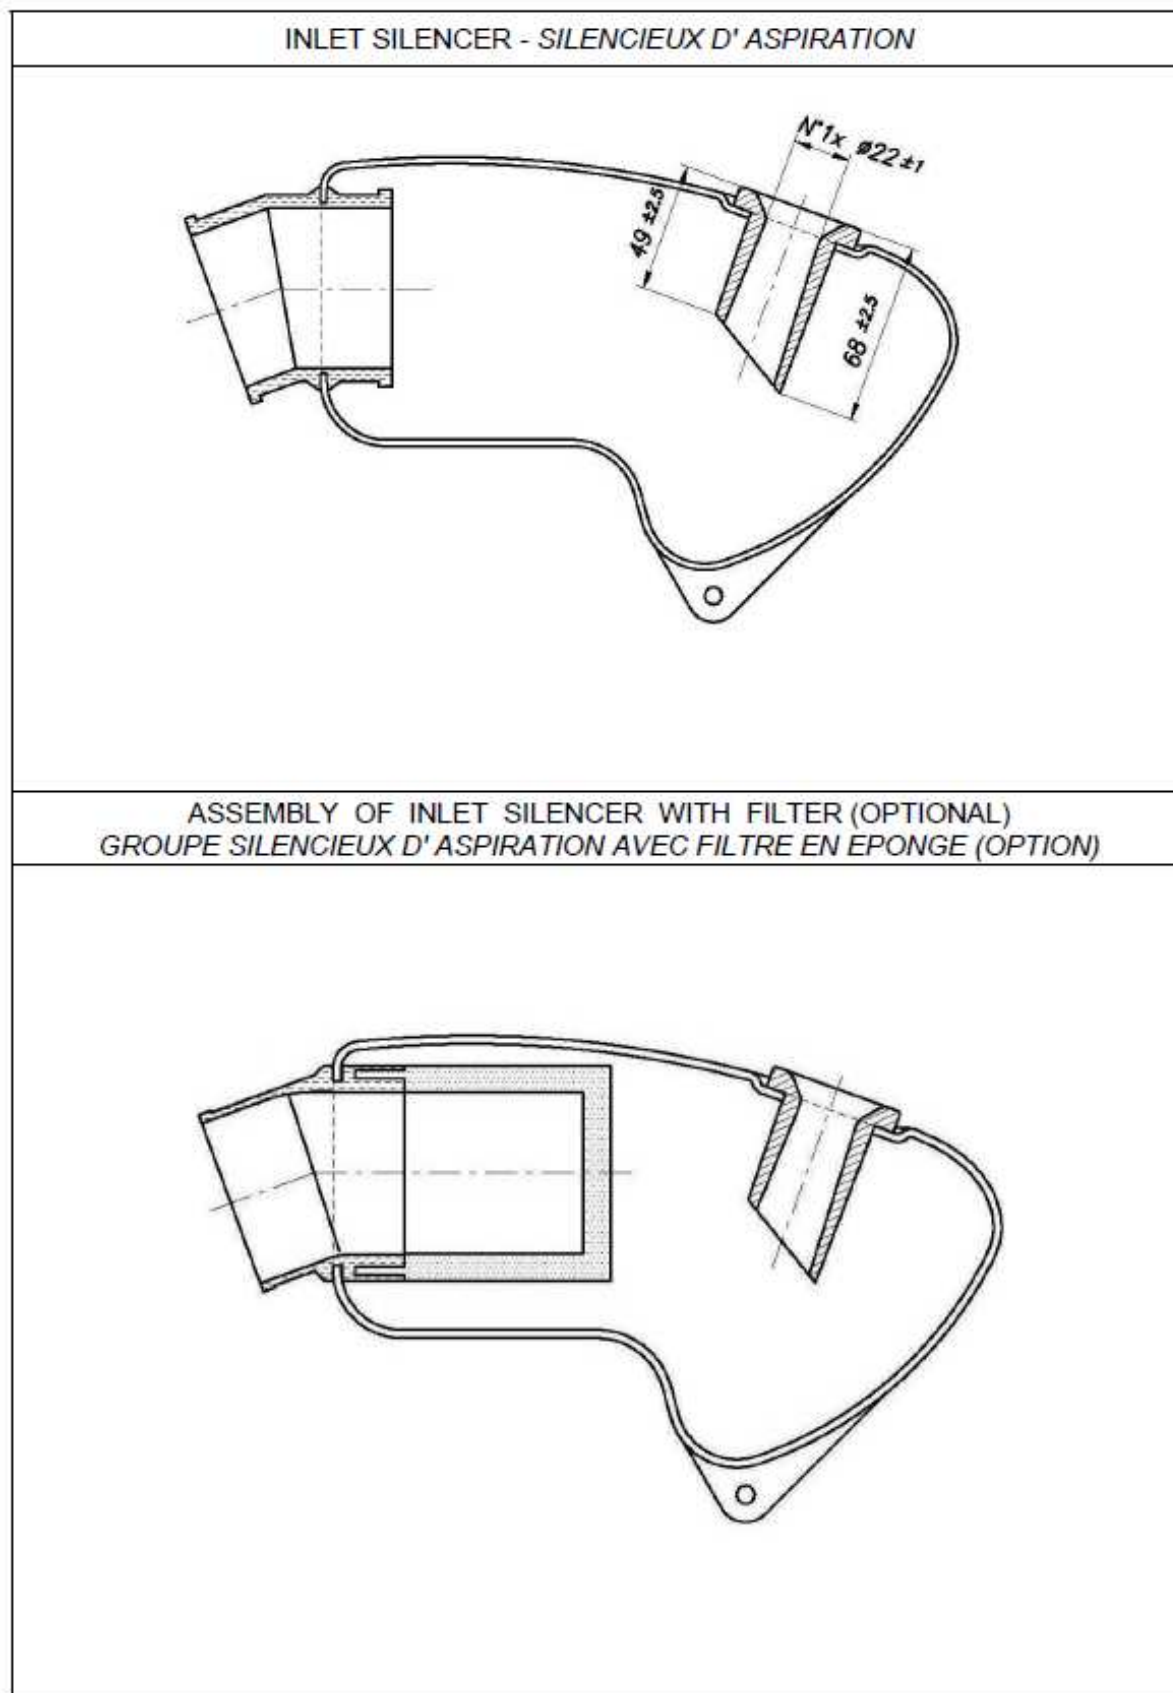 INLET SILENCER - SILENCIEUX D' ASPIRATION
N°1x ø22 ±1
49 ±2.5
68 ±2.5
ASSEMBLY OF INLET SILENCER WITH FILTER (OPTIONAL)
GROUPE SILENCIEUX D' ASPIRATION AVEC FILTRE EN EPONGE (OPTION)